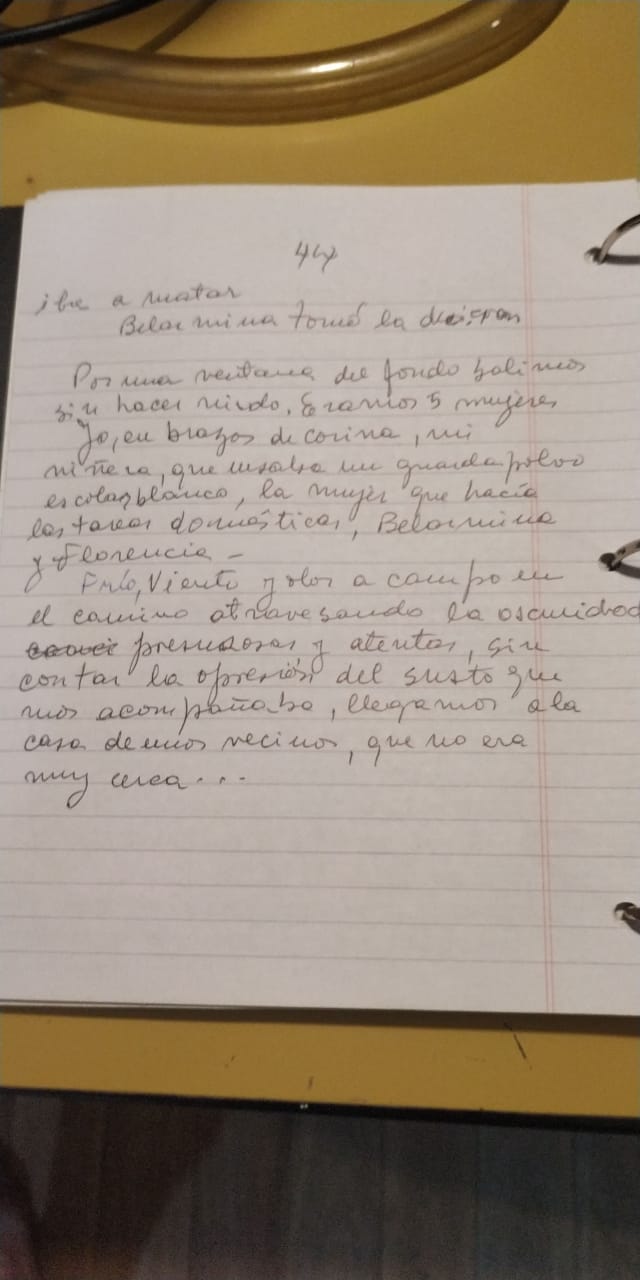 44
iba a matar
Belarmina tomó la decisión
Por una ventana del fondo salimos
sin hacer ruido, Eramos 5 mujeres
Yo, en brazos de corina, mi
niñera, que usaba un guardapolvo
escolar blanco, la mujer que hacía
las tareas domésticas, Belarmina
y Florencia -
Frío, Viento y olor a campo en
el camino atravesando la oscuridad
presurosas y atentas, sin
contar la opresión del susto que
nos acompañaba, llegamos a la
casa de unos vecinos, que no era
muy cerca...